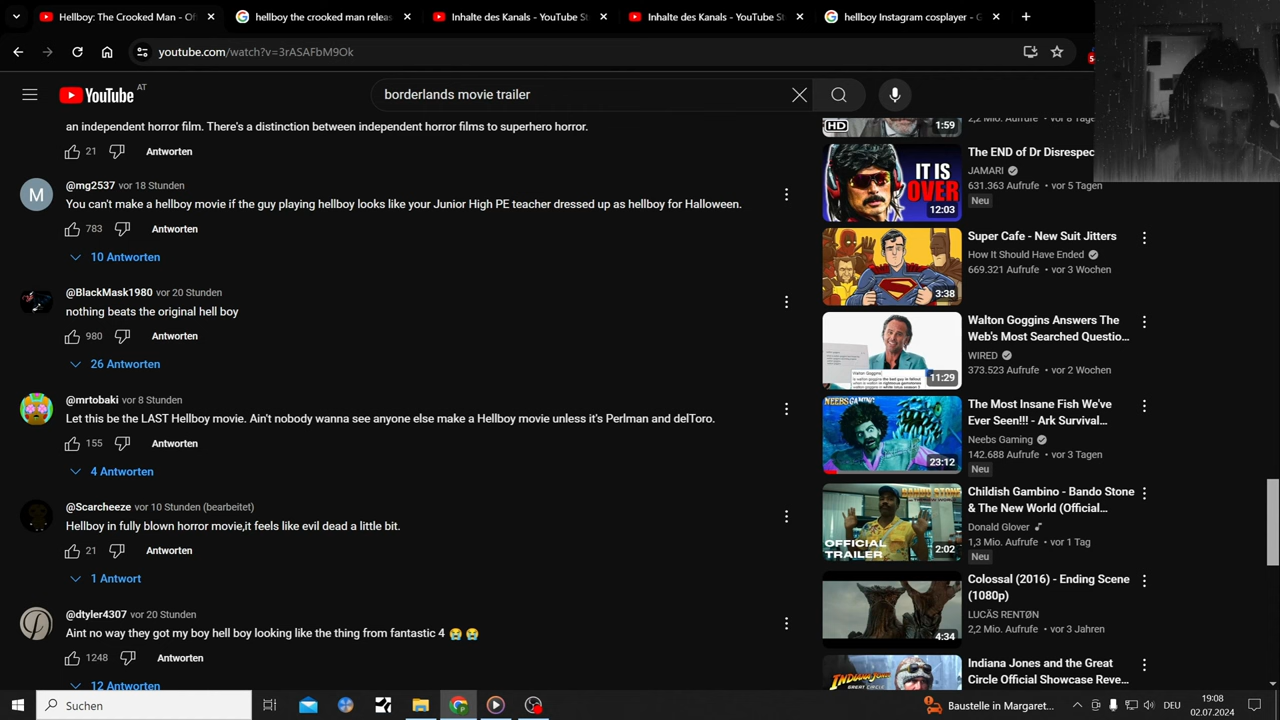 Hellboy: The Crooked Man - Of
hellboy the crooked man releas
Inhalte des Kanals - YouTube St
Inhalte des Kanals - YouTube St
hellboy Instagram cosplayer - G
youtube.com/watch?v=3rASAFbM9Ok
YouTube AT
borderlands movie trailer
an independent horror film. There's a distinction between independent horror films to superhero horror.
21 Antworten
@mg2537 vor 18 Stunden
You can't make a hellboy movie if the guy playing hellboy looks like your Junior High PE teacher dressed up as hellboy for Halloween.
783 Antworten
10 Antworten
@BlackMask1980 vor 20 Stunden
nothing beats the original hell boy
980 Antworten
26 Antworten
@mrtobaki vor 8 Stunden
Let this be the LAST Hellboy movie. Ain't nobody wanna see anyone else make a Hellboy movie unless it's Perlman and delToro.
155 Antworten
4 Antworten
@Scarcheeze vor 10 Stunden (bearbeitet)
Hellboy in fully blown horror movie,it feels like evil dead a little bit.
21 Antworten
1 Antwort
@dtyler4307 vor 20 Stunden
Aint no way they got my boy hell boy looking like the thing from fantastic 4 😭😭
1248 Antworten
12 Antworten
HD
1:59
2,2 Mio. Aufrufe • vor 8 Tagen
IT IS
OVER
12:03
The END of Dr Disrespec
JAMARI
631.363 Aufrufe • vor 5 Tagen
Neu
3:38
Super Cafe - New Suit Jitters
How It Should Have Ended
669.321 Aufrufe • vor 3 Wochen
11:29
Walton Goggins Answers The
Web's Most Searched Questio...
WIRED
373.523 Aufrufe • vor 2 Wochen
NEEBS GAMING
23:12
The Most Insane Fish We've
Ever Seen!!! - Ark Survival...
Neebs Gaming
142.688 Aufrufe • vor 3 Tagen
Neu
BANDO STONE
OFFICIAL
TRAILER
2:02
Childish Gambino - Bando Stone
& The New World (Official...
Donald Glover
1,3 Mio. Aufrufe • vor 1 Tag
Neu
4:34
Colossal (2016) - Ending Scene
(1080p)
LUCÄS RENTØN
2,2 Mio. Aufrufe • vor 3 Jahren
INDIANA JONES
GREAT CIRCLE
Indiana Jones and the Great
Circle Official Showcase Reve...
Suchen
Baustelle in Margaret...
DEU
19:08
02.07.2024